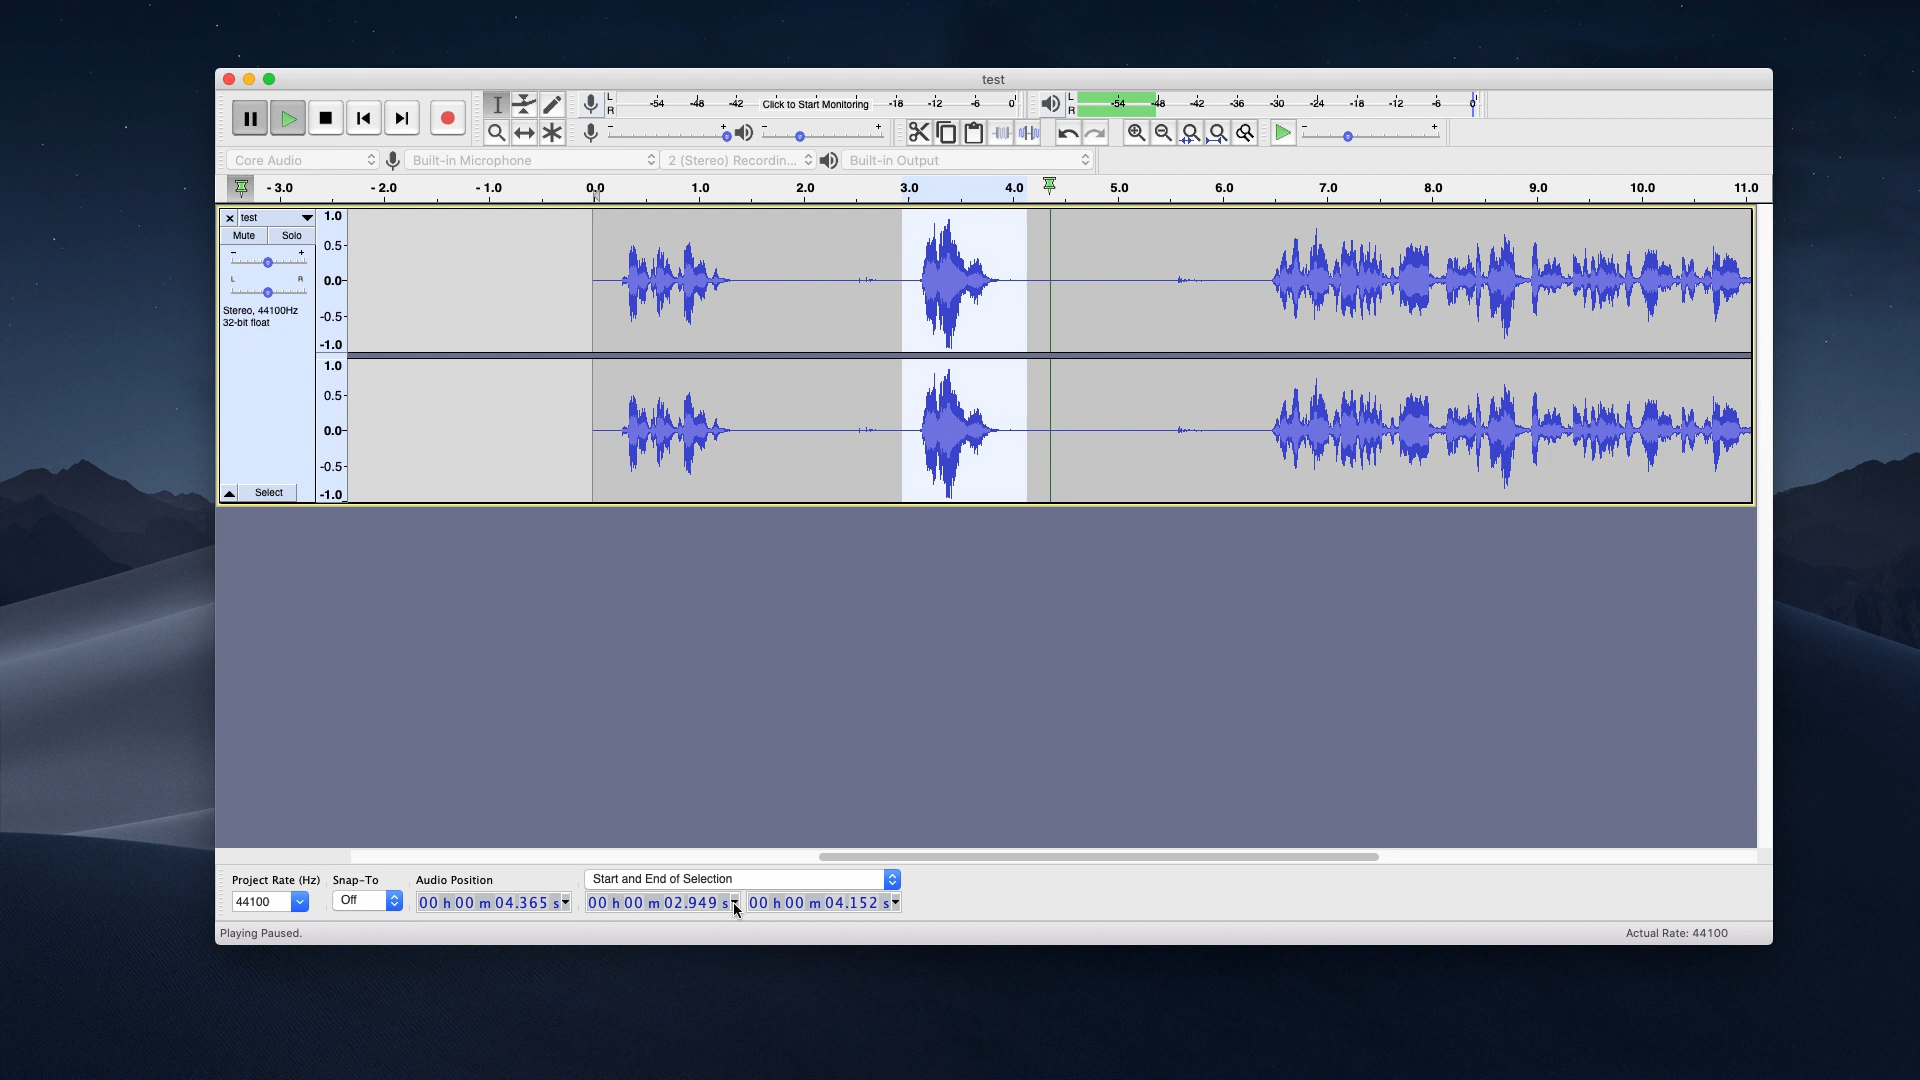 test
L
R
-54 -48 -42 Click to Start Monitoring -18 -12 -6 0
L
R
-54 -48 -42 -36 -30 -24 -18 -12 -6 0
- + - + - +
Core Audio Built-in Microphone 2 (Stereo) Recordin... Built-in Output
- 3.0 - 2.0 - 1.0 0.0 1.0 2.0 3.0 4.0 5.0 6.0 7.0 8.0 9.0 10.0 11.0
test
Mute Solo
- +
L R
Stereo, 44100Hz
32-bit float
Select
1.0
0.5
0.0
-0.5
-1.0
1.0
0.5
0.0
-0.5
-1.0
Project Rate (Hz) Snap-To Audio Position Start and End of Selection
44100 Off 00 h 00 m 04.365 s 00 h 00 m 02.949 s 00 h 00 m 04.152 s
Playing Paused. Actual Rate: 44100